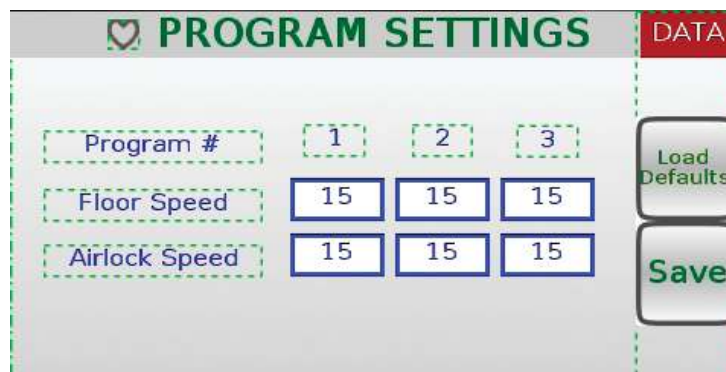 PROGRAM SETTINGS
DATA
Program # 1 2 3
Floor Speed 15 15 15
Airlock Speed 15 15 15
Load
Defaults
Save